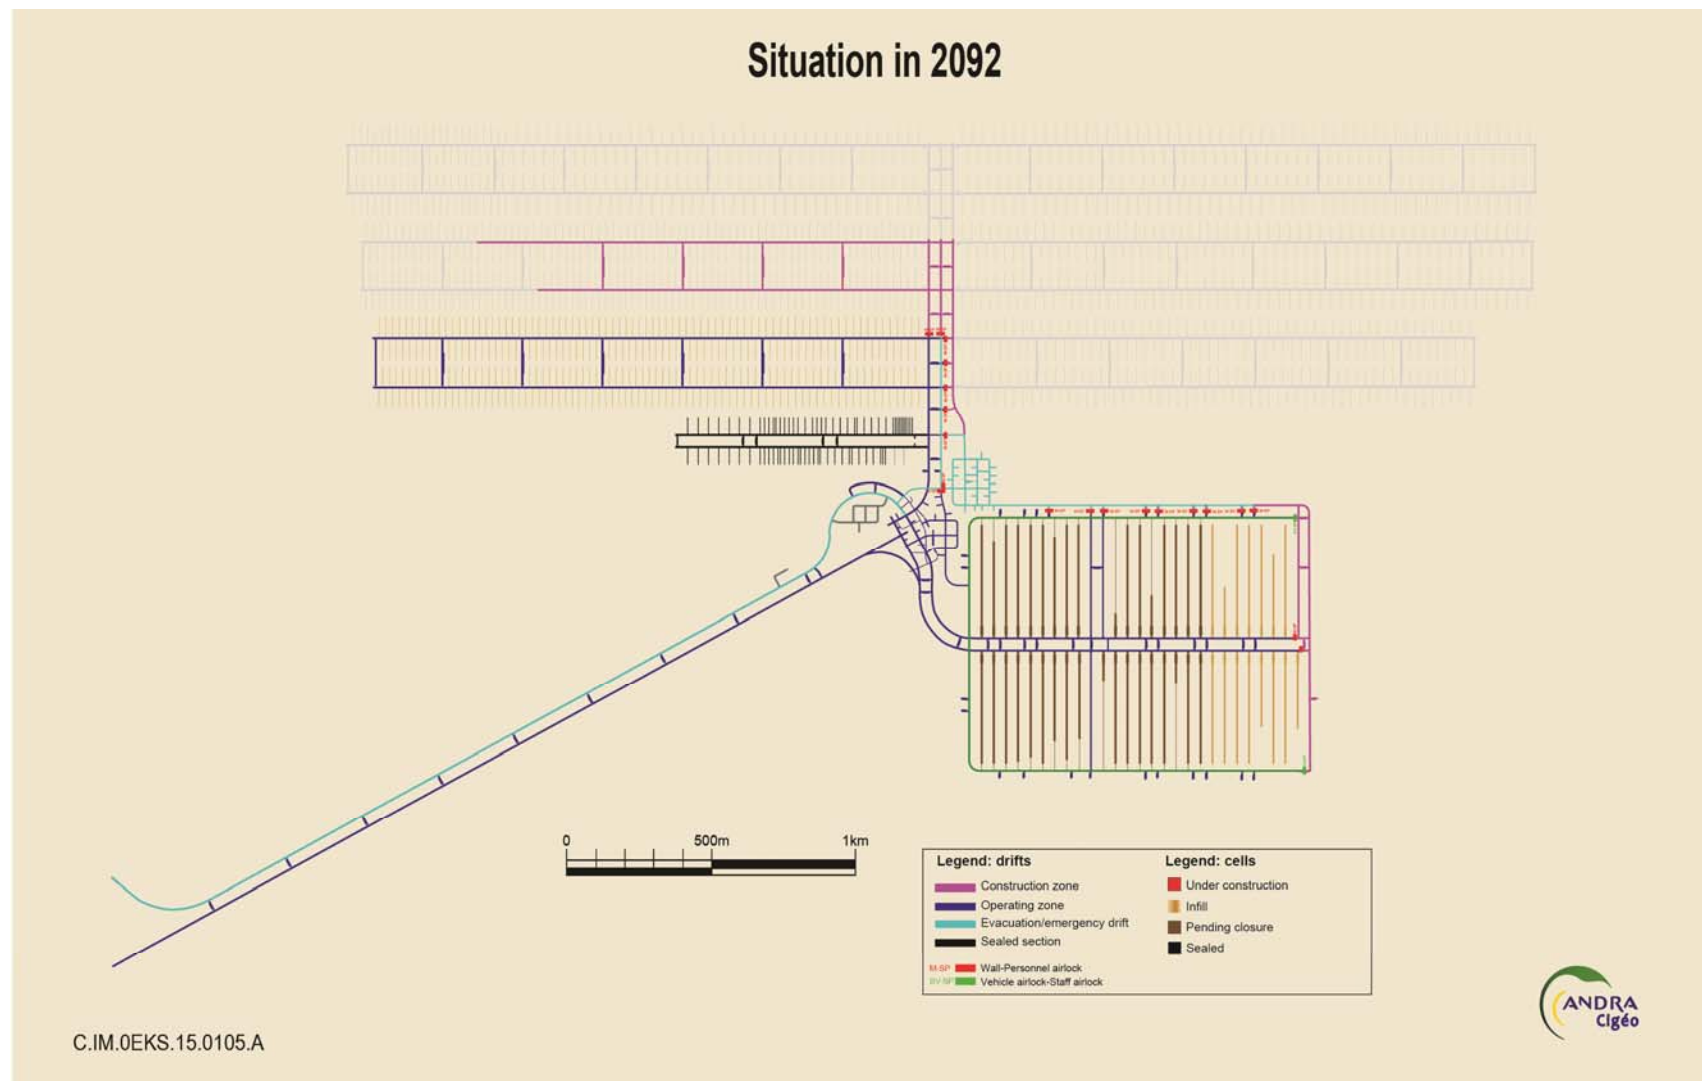 Situation in 2092
0 500m 1km
Legend: drifts
Construction zone
Operating zone
Evacuation/emergency drift
Sealed section
M-SP Wall-Personnel airlock
Vehicle airlock-Staff airlock
Legend: cells
Under construction
Infill
Pending closure
Sealed
C.IM.0EKS.15.0105.A
ANDRA
Cigéo